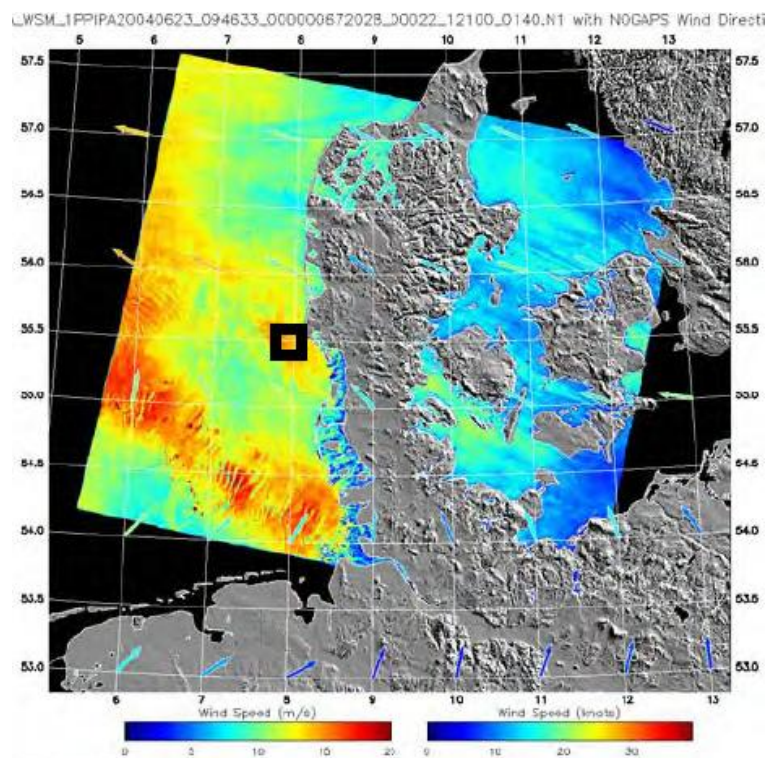 _WSM_1PPIPA20040623_094633_000000672028_00022_12100_0140.N1 with NOGAPS Wind Directi
5 6 7 8 9 10 11 12 13
57.5 57.5
57.0 57.0
56.5 56.5
56.0 56.0
55.5 55.5
55.0 55.0
54.5 54.5
54.0 54.0
53.5 53.5
53.0 53.0
6 7 8 9 10 11 12 13
Wind Speed (m/s) Wind Speed (knots)
0 5 10 15 20 0 10 20 30